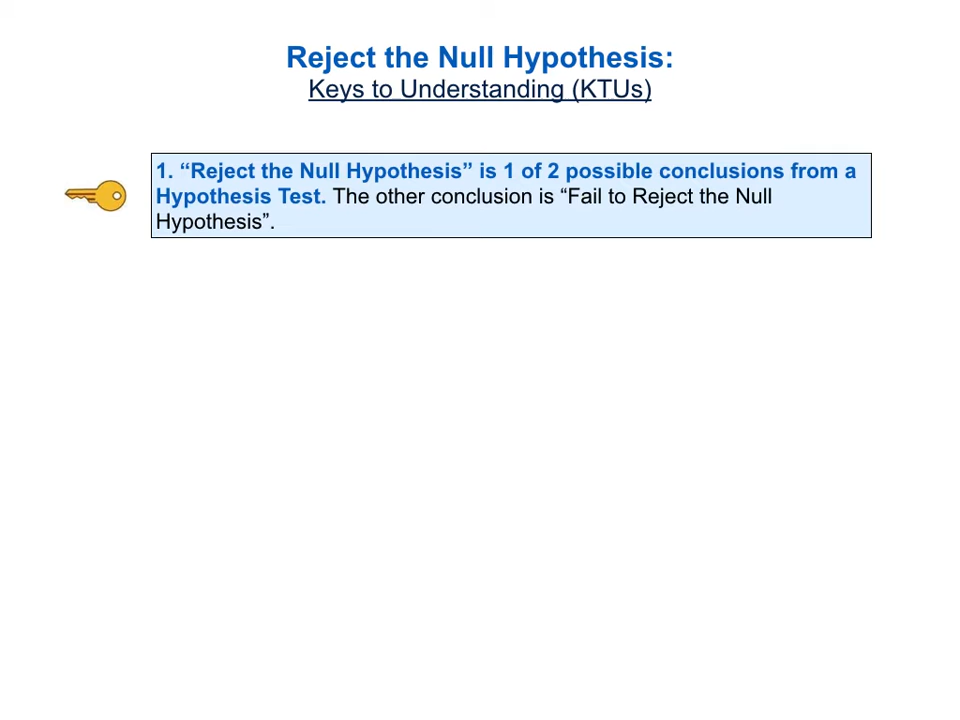 Reject the Null Hypothesis:
Keys to Understanding (KTUs)
1. “Reject the Null Hypothesis” is 1 of 2 possible conclusions from a
Hypothesis Test. The other conclusion is “Fail to Reject the Null
Hypothesis”.